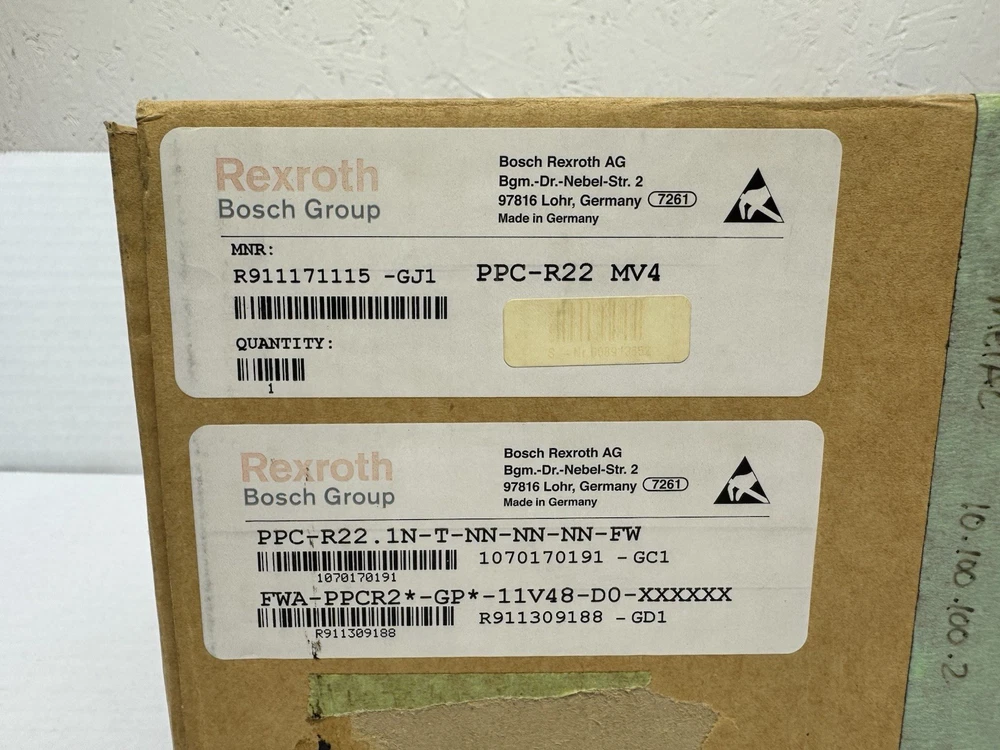 Rexroth
Bosch Group
Bosch Rexroth AG
Bgm.-Dr.-Nebel-Str. 2
97816 Lohr, Germany 7261
Made in Germany
MNR:
R911171115 -GJ1 PPC-R22 MV4
QUANTITY:
1
Rexroth
Bosch Group
Bosch Rexroth AG
Bgm.-Dr.-Nebel-Str. 2
97816 Lohr, Germany 7261
Made in Germany
PPC-R22.1N-T-NN-NN-NN-FW
1070170191 -GC1
1070170191
FWA-PPCR2*-GP*-11V48-D0-XXXXXX
R911309188 -GD1
R911309188
10.100.100.2